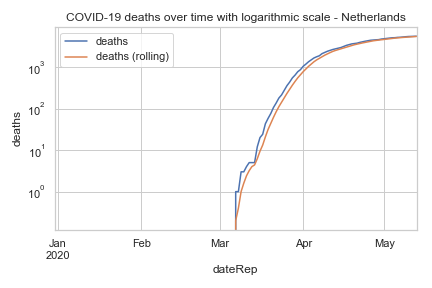 COVID-19 deaths over time with logarithmic scale - Netherlands
deaths
deaths (rolling)
10³
10²
10¹
10⁰
deaths
Jan Feb Mar Apr May
2020
dateRep